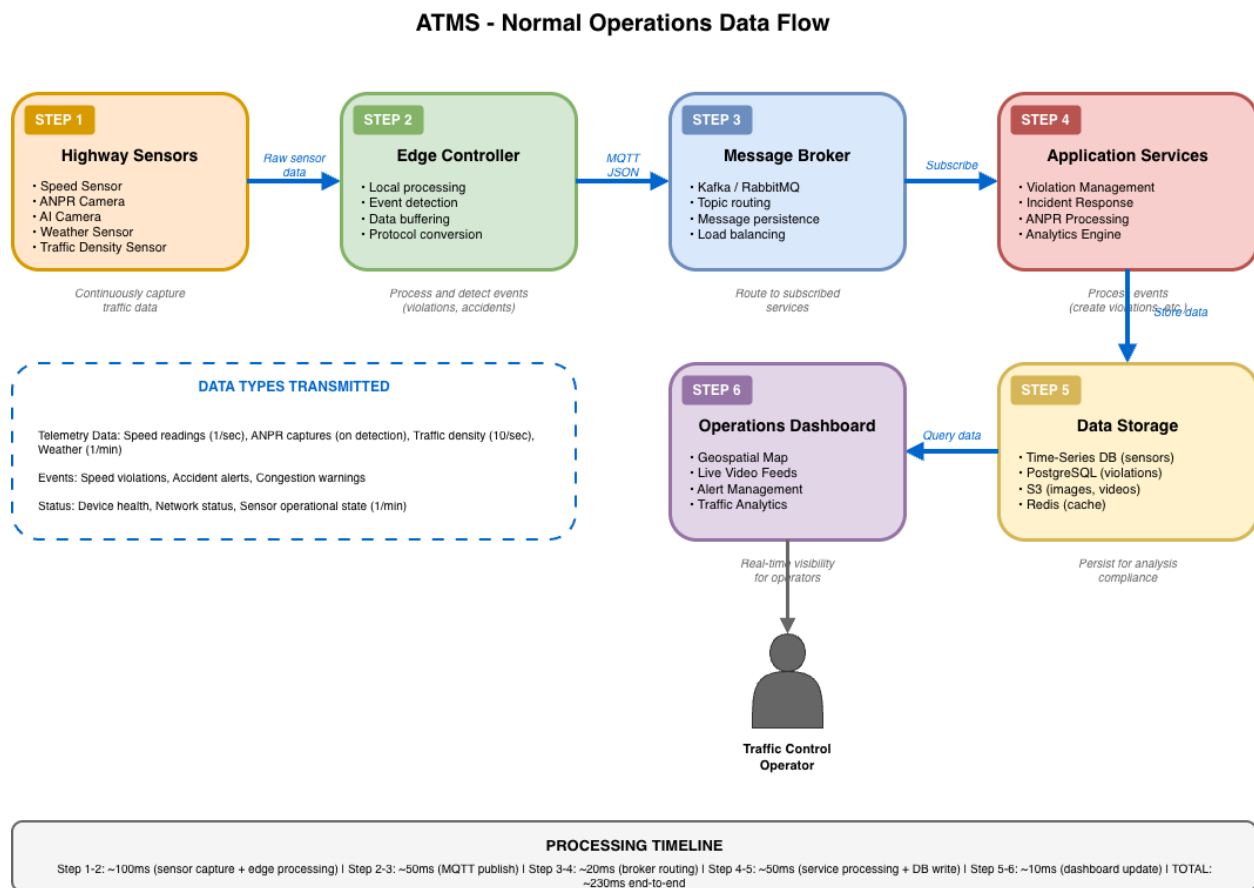 ATMS - Normal Operations Data Flow
STEP 1
Highway Sensors
• Speed Sensor
• ANPR Camera
• AI Camera
• Weather Sensor
• Traffic Density Sensor
Continuously capture
traffic data
Raw sensor
data
STEP 2
Edge Controller
• Local processing
• Event detection
• Data buffering
• Protocol conversion
Process and detect events
(violations, accidents)
MQTT
JSON
STEP 3
Message Broker
• Kafka / RabbitMQ
• Topic routing
• Message persistence
• Load balancing
Route to subscribed
services
Subscribe
STEP 4
Application Services
• Violation Management
• Incident Response
• ANPR Processing
• Analytics Engine
Process events
(create violations, etc.)
Store data
DATA TYPES TRANSMITTED
Telemetry Data: Speed readings (1/sec), ANPR captures (on detection), Traffic density (10/sec),
Weather (1/min)
Events: Speed violations, Accident alerts, Congestion warnings
Status: Device health, Network status, Sensor operational state (1/min)
STEP 6
Operations Dashboard
• Geospatial Map
• Live Video Feeds
• Alert Management
• Traffic Analytics
Real-time visibility
for operators
Query data
STEP 5
Data Storage
• Time-Series DB (sensors)
• PostgreSQL (violations)
• S3 (images, videos)
• Redis (cache)
Persist for analysis
compliance
Traffic Control
Operator
PROCESSING TIMELINE
Step 1-2: ~100ms (sensor capture + edge processing) | Step 2-3: ~50ms (MQTT publish) | Step 3-4: ~20ms (broker routing) | Step 4-5: ~50ms (service processing + DB write) | Step 5-6: ~10ms (dashboard update) | TOTAL:
~230ms end-to-end